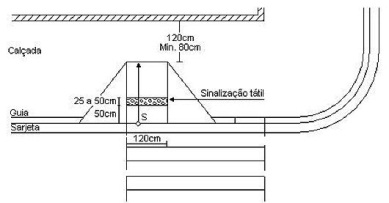 120cm
Min. 80cm
Calçada
Sinalização tátil
25 a 50cm
50cm
Guia
S
Sarjeta
120cm